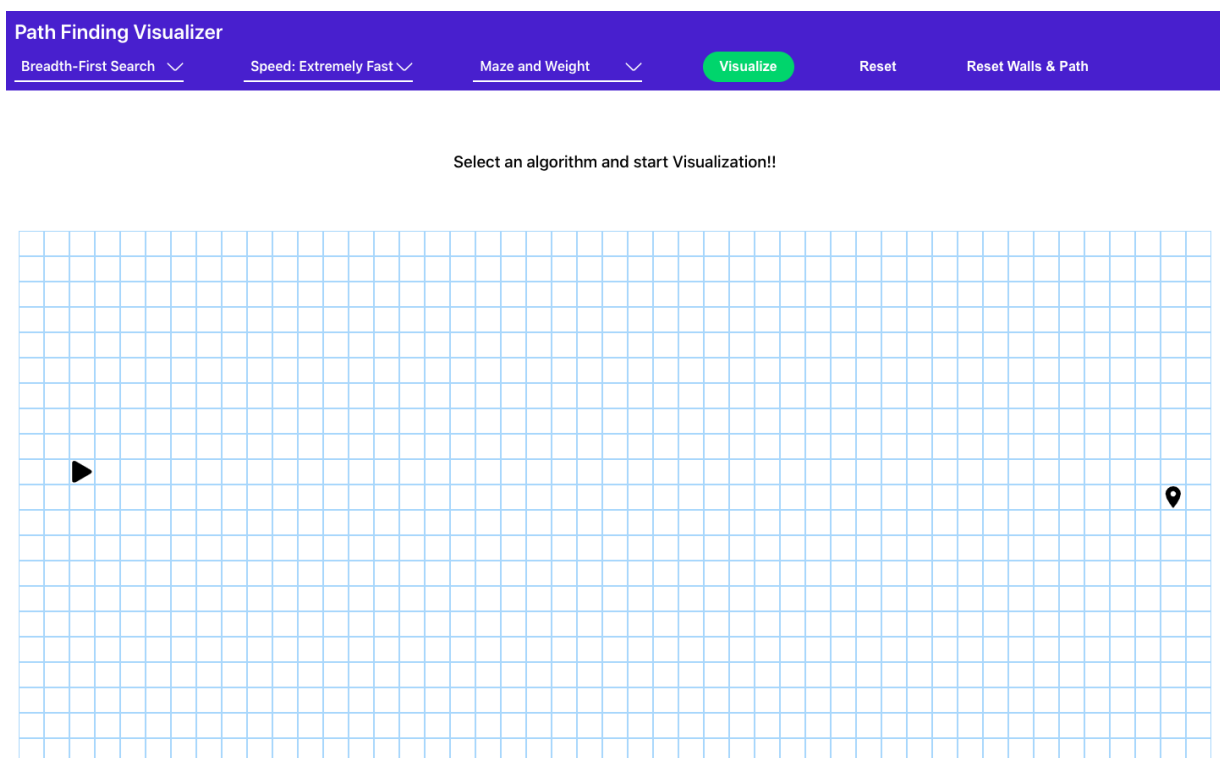 Path Finding Visualizer
Breadth-First Search Speed: Extremely Fast Maze and Weight Visualize Reset Reset Walls & Path
Select an algorithm and start Visualization!!